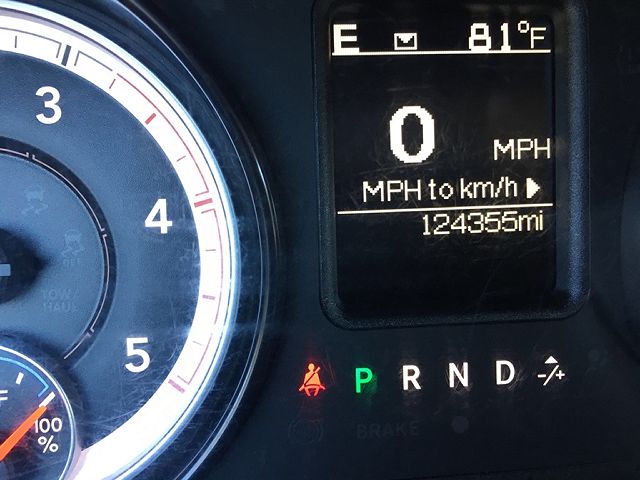 E 81°F
0 MPH
MPH to km/h
124355mi
3
4
5
TOW
HAUL
F
100
%
P R N D -/+
BRAKE